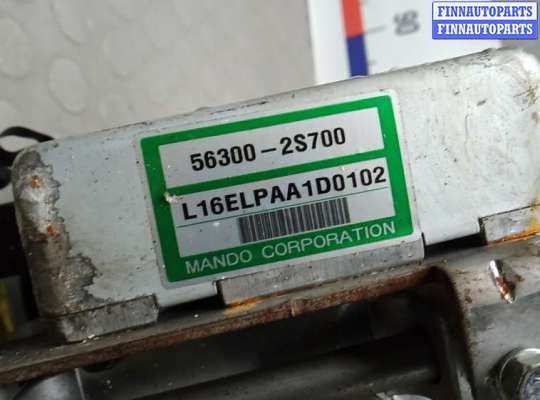 FINNAUTOPARTS
FINNAUTOPARTS
56300-2S700
L16ELPAA1D0102
MANDO CORPORATION